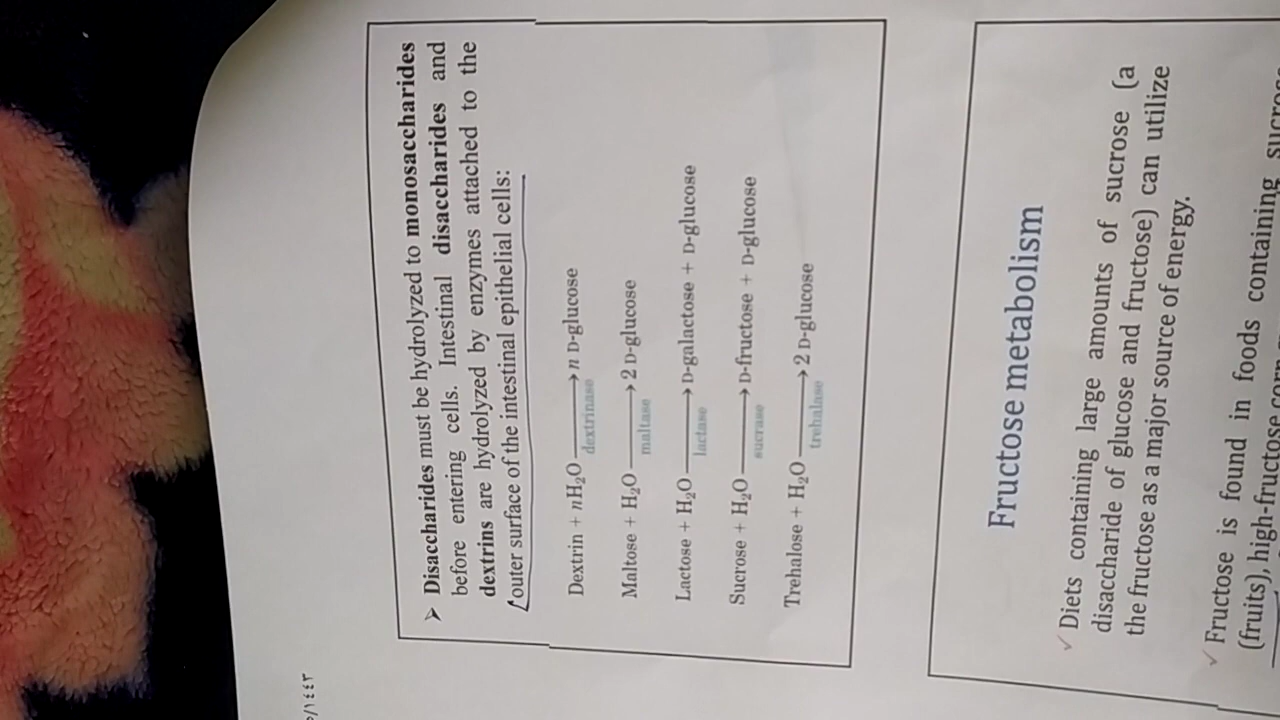 /١٤٤٣
➤ Disaccharides must be hydrolyzed to monosaccharides
before entering cells. Intestinal disaccharides and
dextrins are hydrolyzed by enzymes attached to the
outer surface of the intestinal epithelial cells:
Dextrin + nH₂O → n D-glucose
dextrinase
Maltose + H₂O → 2 D-glucose
maltase
Lactose + H₂O → D-galactose + D-glucose
lactase
Sucrose + H₂O → D-fructose + D-glucose
sucrase
Trehalose + H₂O → 2 D-glucose
trehalase
Fructose metabolism
✓ Diets containing large amounts of sucrose (a
disaccharide of glucose and fructose) can utilize
the fructose as a major source of energy.
✓ Fructose is found in foods containing
(fruits), high-fructose